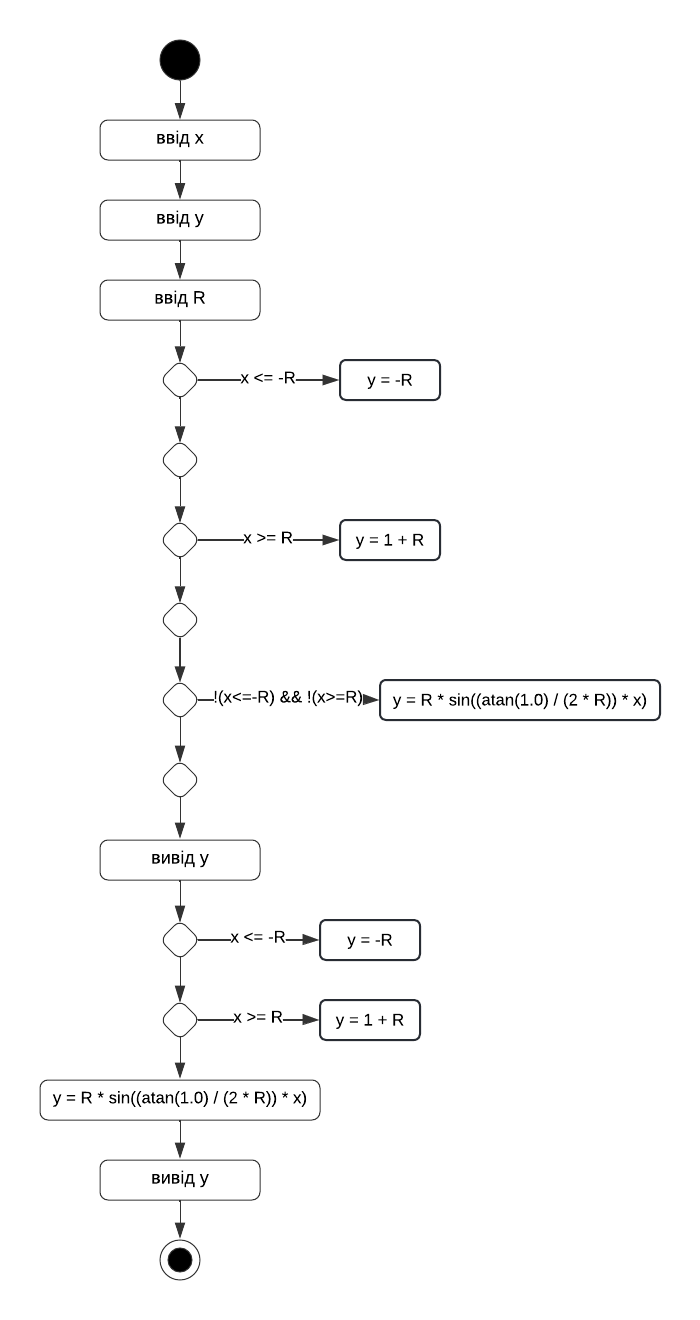 ввід x
ввід y
ввід R
x <= -R
y = -R
x >= R
y = 1 + R
!(x<=-R) && !(x>=R)
y = R * sin((atan(1.0) / (2 * R)) * x)
вивід y
x <= -R
y = -R
x >= R
y = 1 + R
y = R * sin((atan(1.0) / (2 * R)) * x)
вивід y